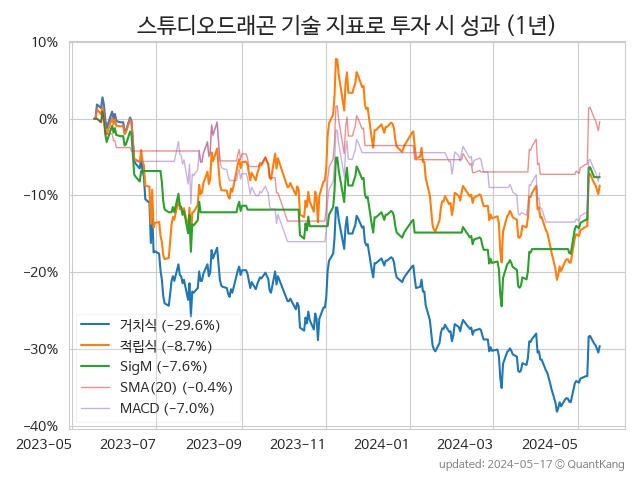 스튜디오드래곤 기술 지표로 투자 시 성과 (1년)
10%
0%
−10%
−20%
−30%
−40%
거치식 (−29.6%)
적립식 (−8.7%)
SigM (−7.6%)
SMA(20) (−0.4%)
MACD (−7.0%)
2023−05 2023−07 2023−09 2023−11 2024−01 2024−03 2024−05
updated: 2024−05−17 © QuantKang